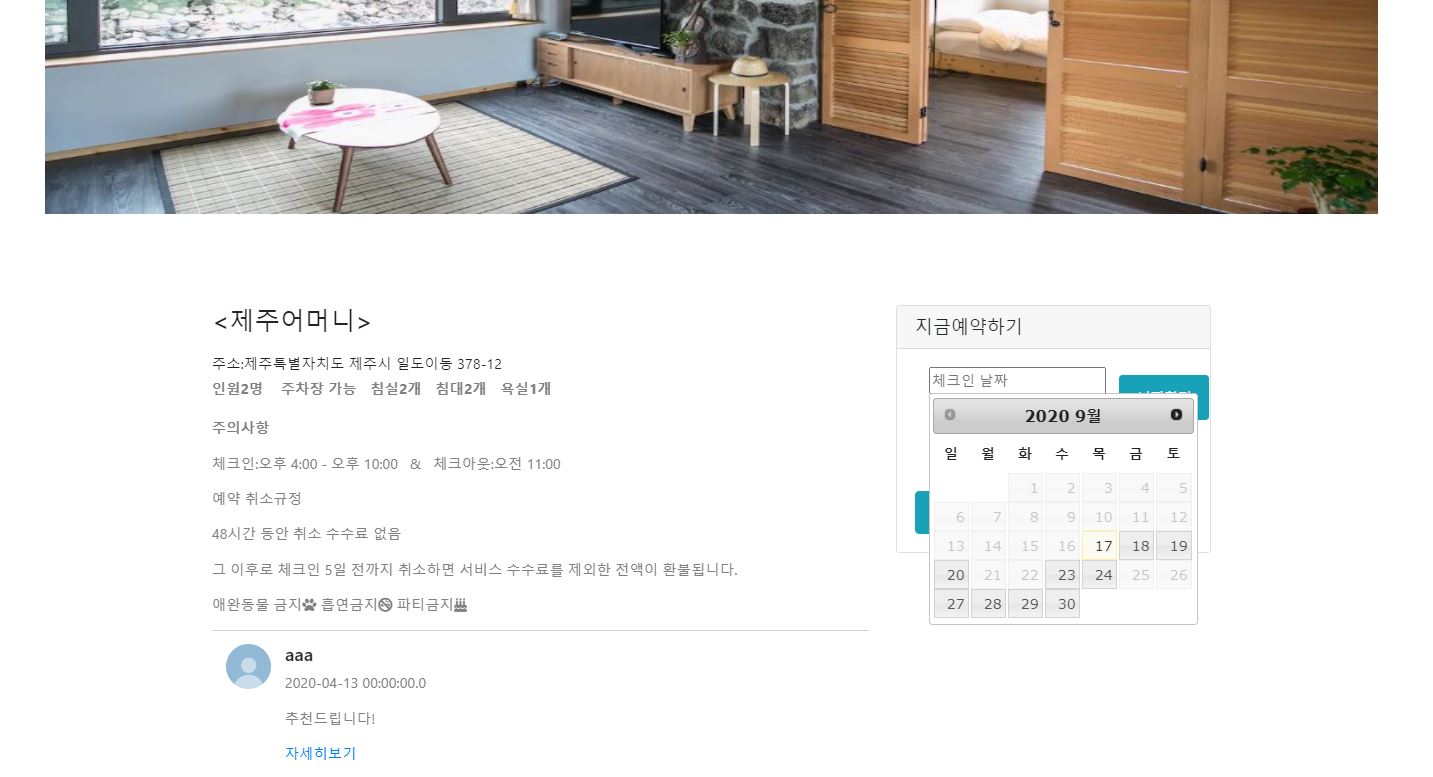 <제주어머니>
주소:제주특별자치도 제주시 일도이동 378-12
인원2명 주차장 가능 침실2개 침대2개 욕실1개
주의사항
체크인:오후 4:00 - 오후 10:00 & 체크아웃:오전 11:00
예약 취소규정
48시간 동안 취소 수수료 없음
그 이후로 체크인 5일 전까지 취소하면 서비스 수수료를 제외한 전액이 환불됩니다.
애완동물 금지 흡연금지 파티금지
aaa
2020-04-13 00:00:00.0
추천드립니다!
자세히보기
지금예약하기
체크인 날짜
2020 9월
일 월 화 수 목 금 토
1 2 3 4 5
6 7 8 9 10 11 12
13 14 15 16 17 18 19
20 21 22 23 24 25 26
27 28 29 30